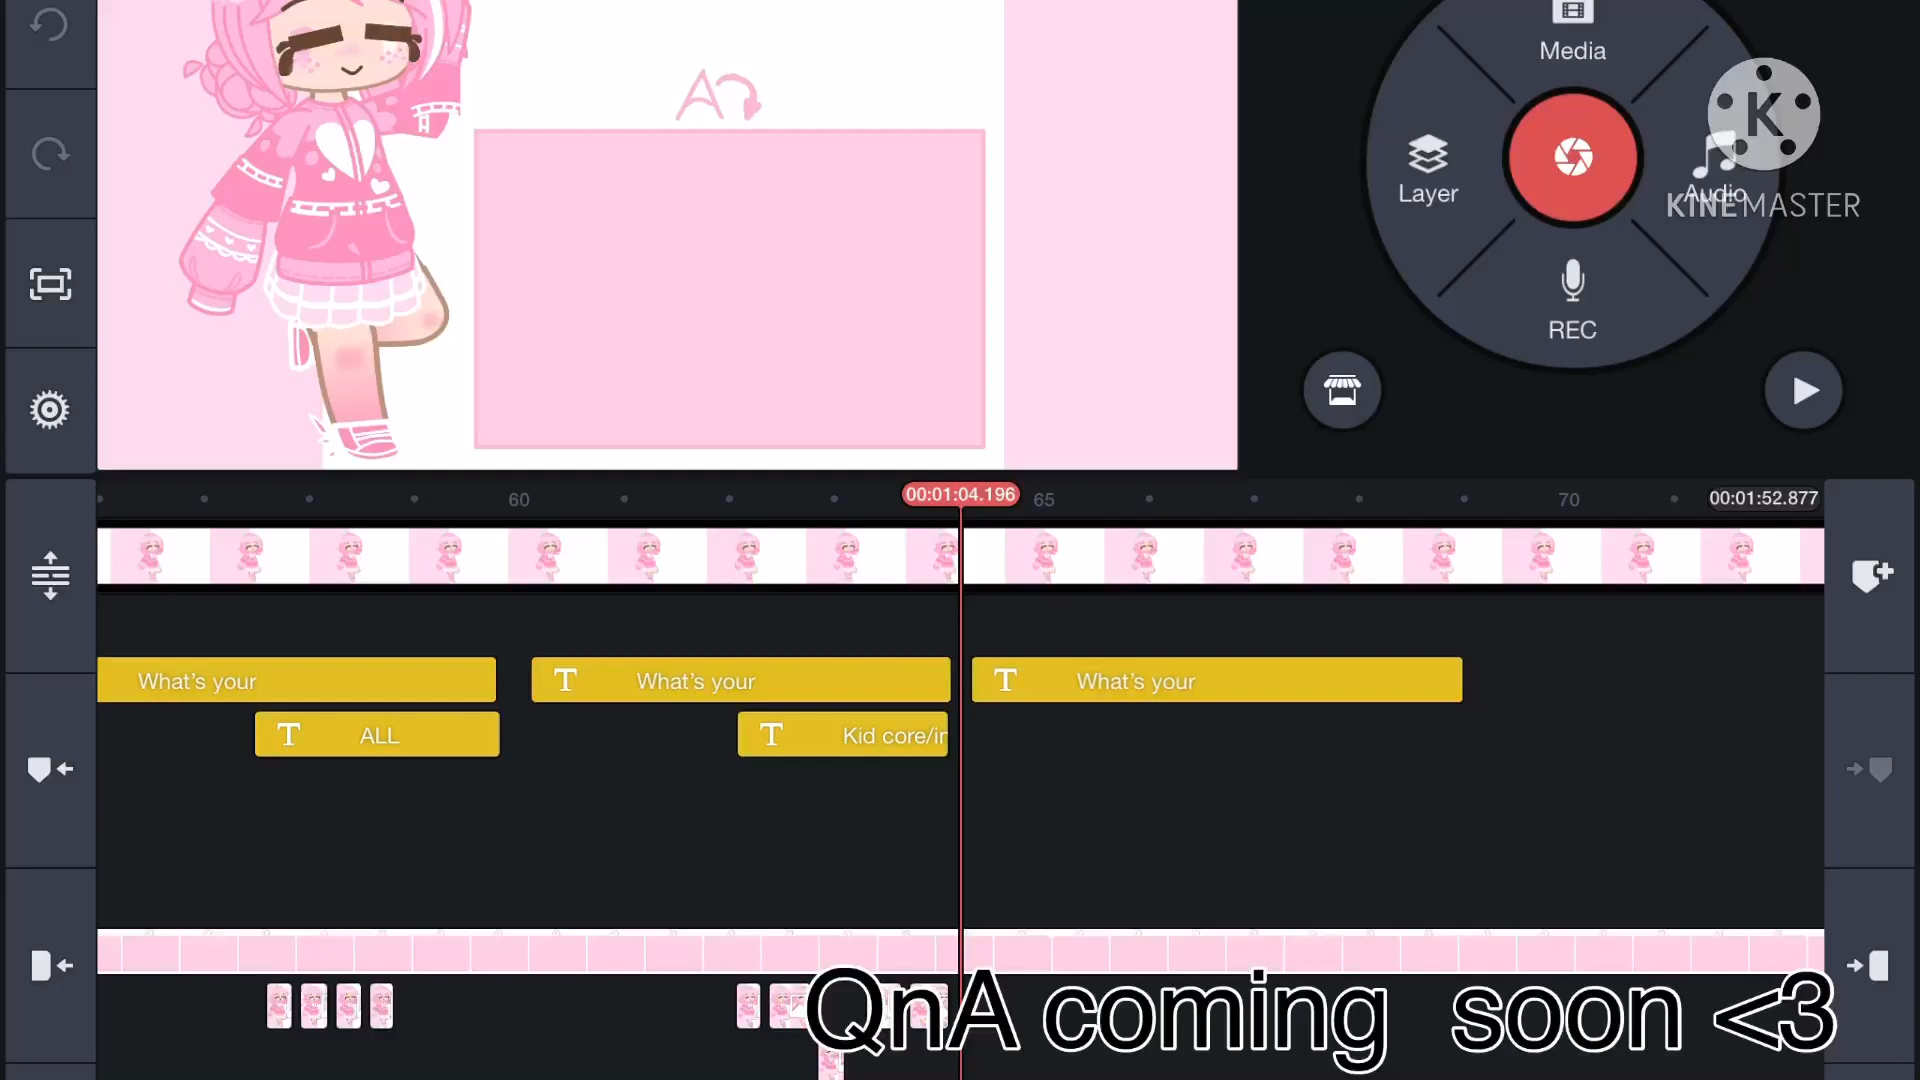 Media
K
Layer
Audio
KINEMASTER
REC
60
00:01:04.196
65
70
00:01:52.877
What's your
T What's your
T What's your
T ALL
T Kid core/in
QnA coming soon <3